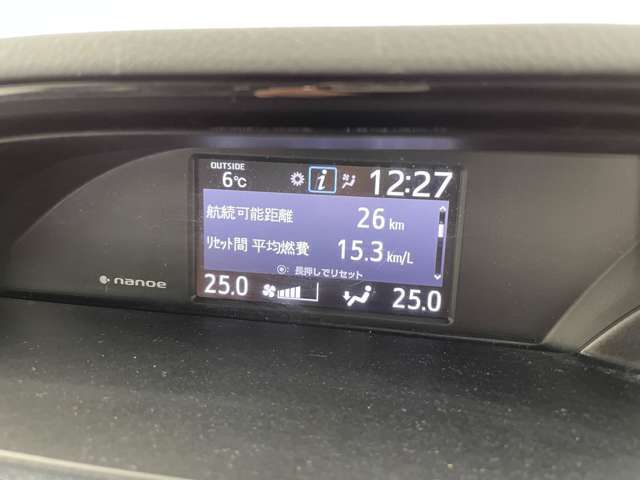 OUTSIDE
6℃ i 12:27
航続可能距離 26 km
ﾘｾｯﾄ間 平均燃費 15.3 km/L
◉: 長押しでリセット
25.0 25.0
nanoe